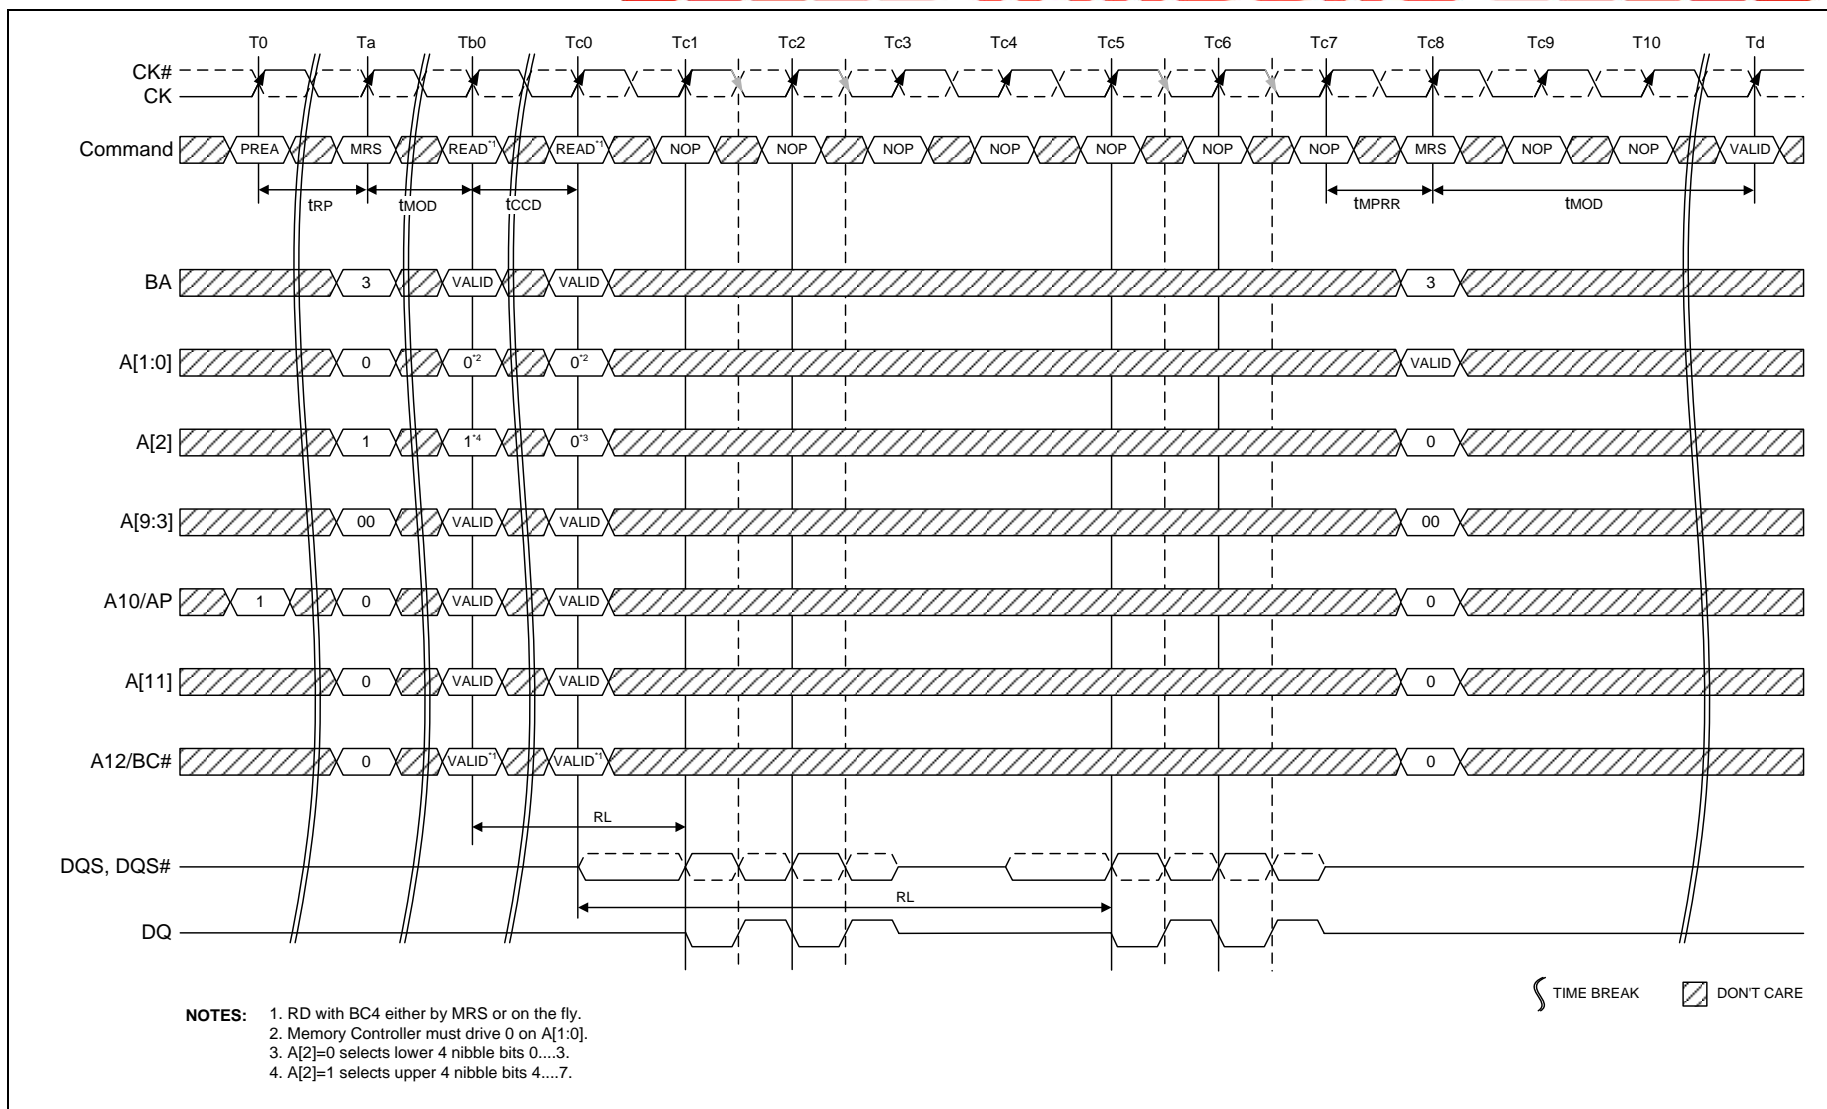 T0 Ta Tb0 Tc0 Tc1 Tc2 Tc3 Tc4 Tc5 Tc6 Tc7 Tc8 Tc9 T10 Td
CK#
CK
Command PREA MRS READ*1 READ*1 NOP NOP NOP NOP NOP NOP NOP MRS NOP NOP VALID
tRP tMOD tCCD tMPRR tMOD
BA 3 VALID VALID 3
A[1:0] 0 0*2 0*2 VALID
A[2] 1 1*4 0*3 0
A[9:3] 00 VALID VALID 00
A10/AP 1 0 VALID VALID 0
A[11] 0 VALID VALID 0
A12/BC# 0 VALID*1 VALID*1 0
RL
DQS, DQS#
RL
DQ
TIME BREAK DON'T CARE
NOTES: 1. RD with BC4 either by MRS or on the fly.
2. Memory Controller must drive 0 on A[1:0].
3. A[2]=0 selects lower 4 nibble bits 0....3.
4. A[2]=1 selects upper 4 nibble bits 4....7.